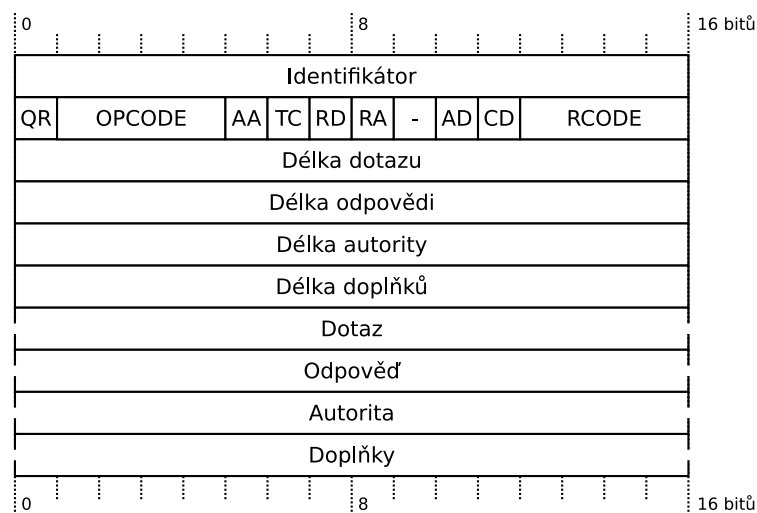 0 8 16 bitů
Identifikátor
QR OPCODE AA TC RD RA - AD CD RCODE
Délka dotazu
Délka odpovědi
Délka autority
Délka doplňků
Dotaz
Odpověď
Autorita
Doplňky
0 8 16 bitů